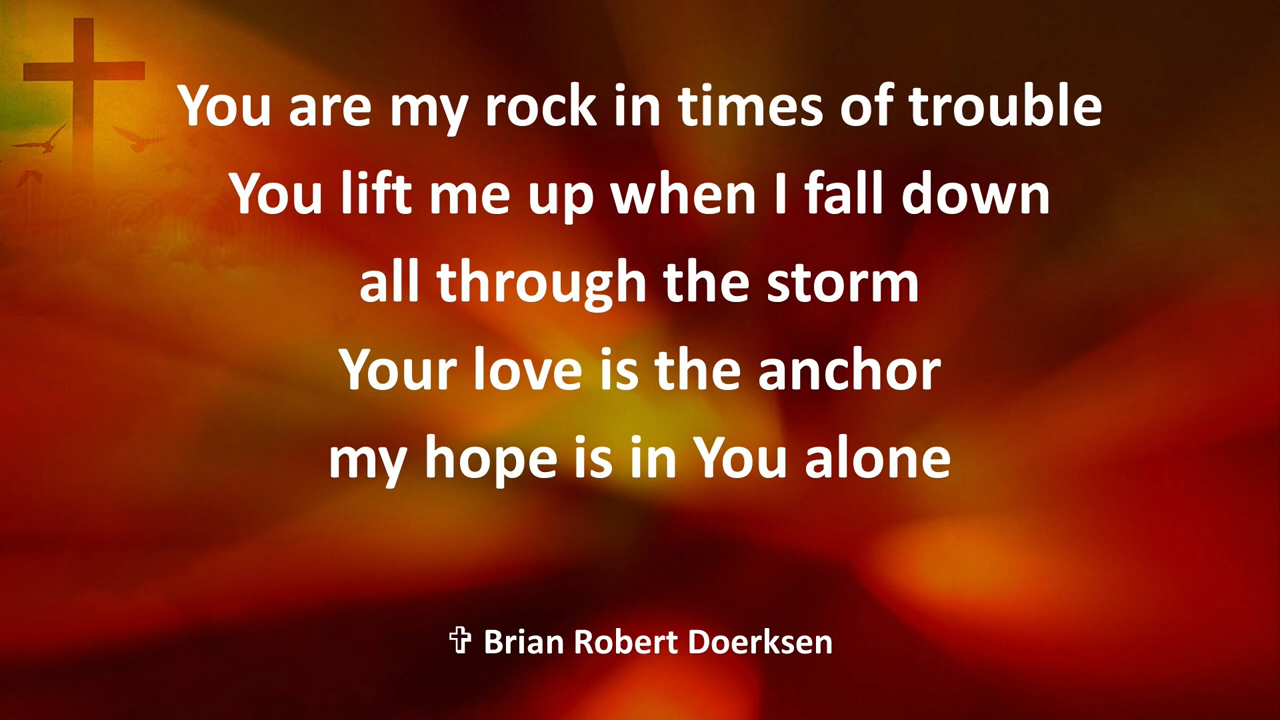 You are my rock in times of trouble
You lift me up when I fall down
all through the storm
Your love is the anchor
my hope is in You alone
✞ Brian Robert Doerksen